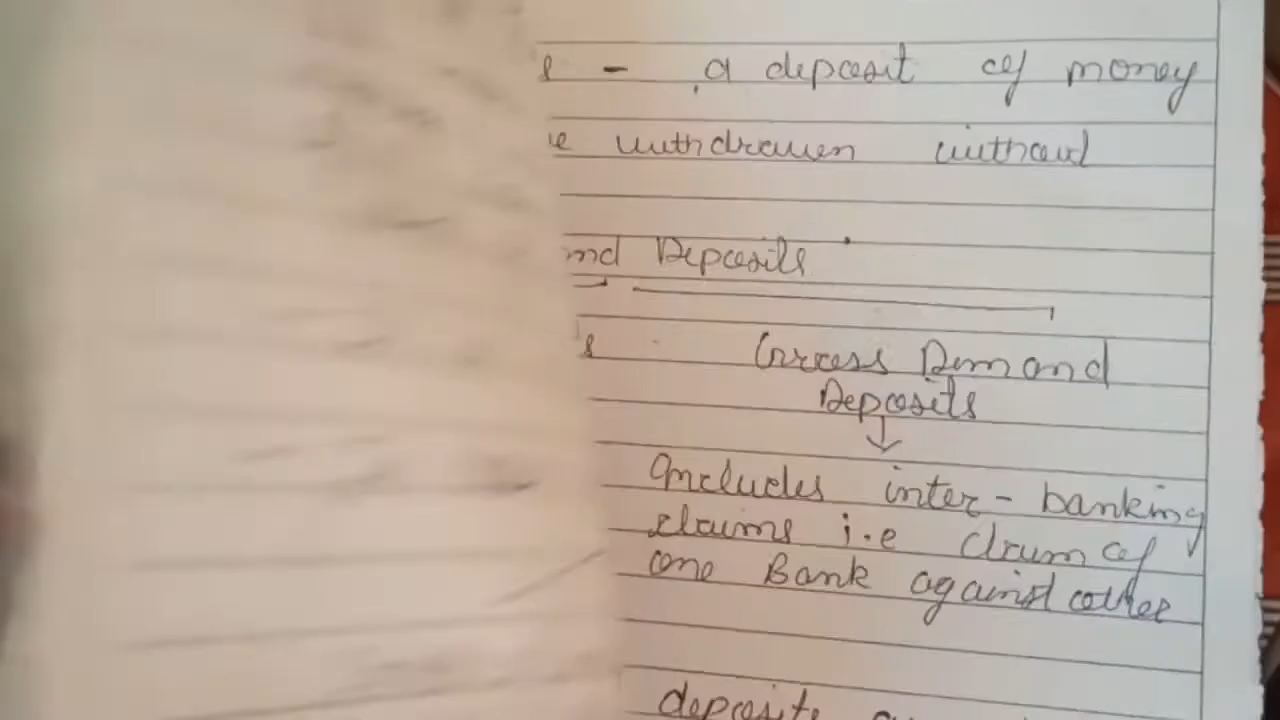 - a deposit of money
withdrawen without
Deposits
Gross Demand
Deposits
↓
Includes inter-banking
claims i.e claim of
one Bank against other
deposits